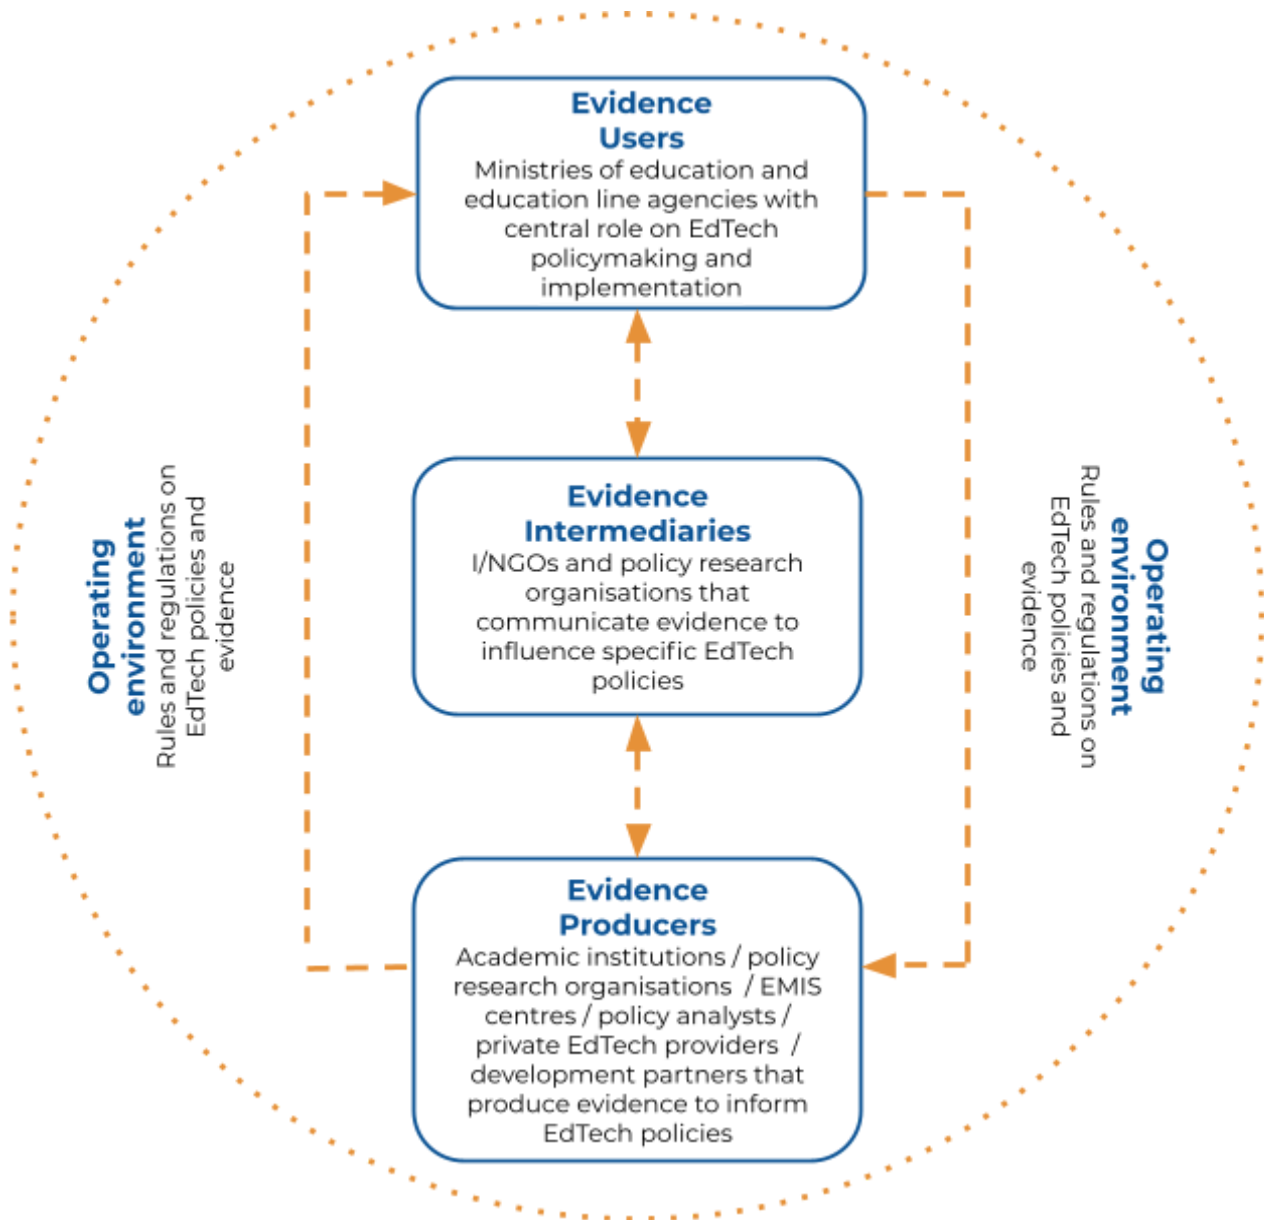 Evidence
Users
Ministries of education and
education line agencies with
central role on EdTech
policymaking and
implementation
Evidence
Intermediaries
I/NGOs and policy research
organisations that
communicate evidence to
influence specific EdTech
policies
Evidence
Producers
Academic institutions / policy
research organisations / EMIS
centres / policy analysts /
private EdTech providers /
development partners that
produce evidence to inform
EdTech policies
Operating
environment
Rules and regulations on
EdTech policies and
evidence
Operating
environment
Rules and regulations on
EdTech policies and
evidence